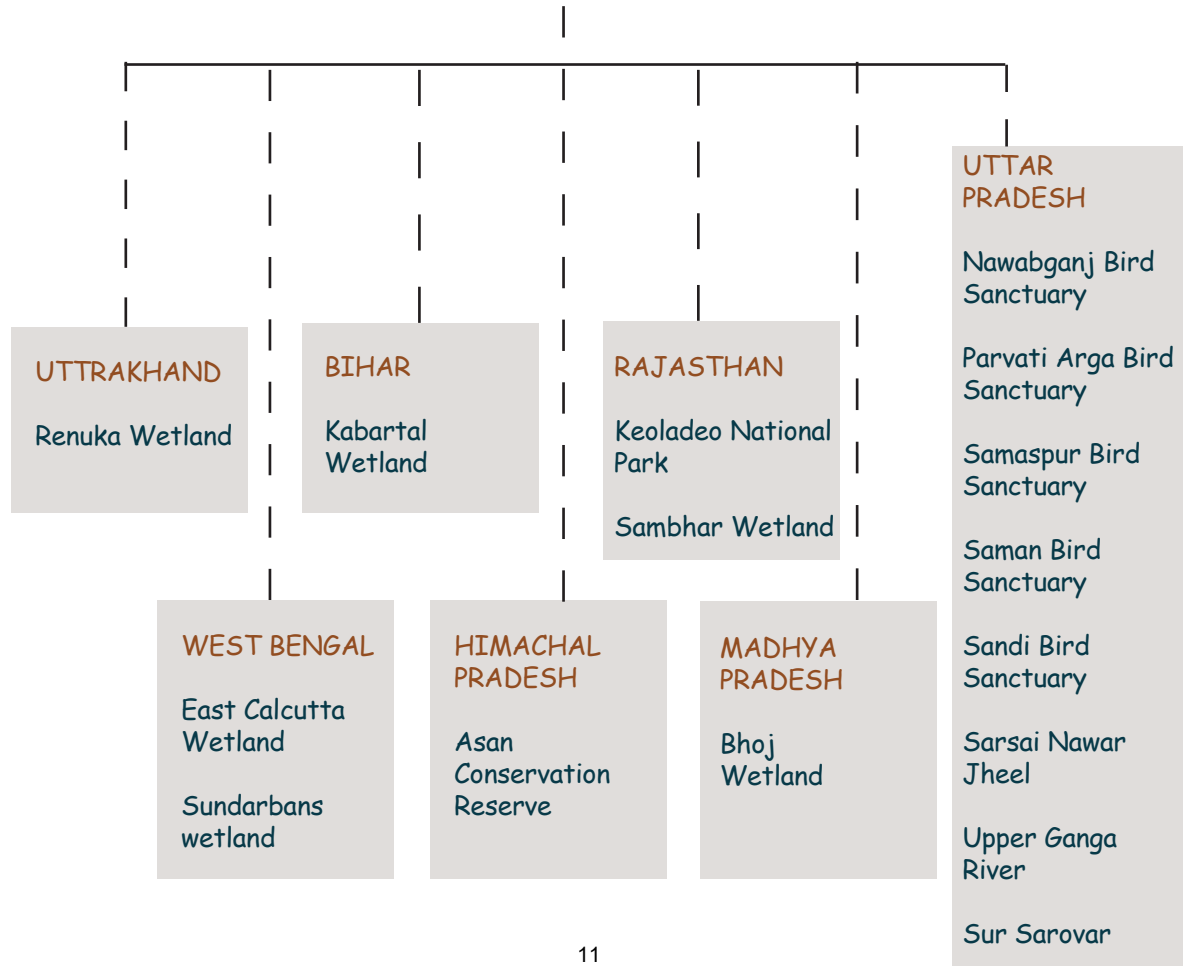 UTTRAKHAND
Renuka Wetland
BIHAR
Kabartal
Wetland
RAJASTHAN
Keoladeo National
Park
Sambhar Wetland
UTTAR
PRADESH
Nawabganj Bird
Sanctuary
Parvati Arga Bird
Sanctuary
Samaspur Bird
Sanctuary
Saman Bird
Sanctuary
Sandi Bird
Sanctuary
Sarsai Nawar
Jheel
Upper Ganga
River
Sur Sarovar
WEST BENGAL
East Calcutta
Wetland
Sundarbans
wetland
HIMACHAL
PRADESH
Asan
Conservation
Reserve
MADHYA
PRADESH
Bhoj
Wetland
11